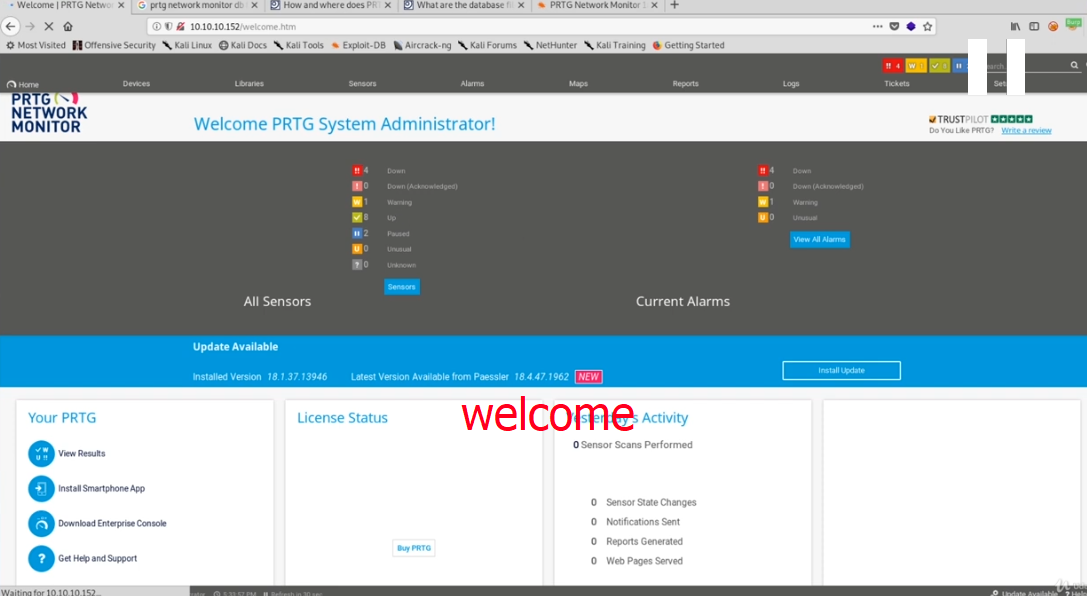 Welcome | PRTG Networ
prtg network monitor db
How and where does PRT
What are the database fi
PRTG Network Monitor 1
10.10.10.152/welcome.htm
Most Visited Offensive Security Kali Linux Kali Docs Kali Tools Exploit-DB Aircrack-ng Kali Forums NetHunter Kali Training Getting Started
4 W
Home Devices Libraries Sensors Alarms Maps Reports Logs Tickets
PRTG
NETWORK
MONITOR
Welcome PRTG System Administrator!
TRUSTPILOT
Do You Like PRTG? Write a review
!! 4 Down
! 0 Down (Acknowledged)
W 1 Warning
8 Up
2 Paused
U 0 Unusual
? 0 Unknown
Sensors
All Sensors
!! 4 Down
! 0 Down (Acknowledged)
W 1 Warning
U 0 Unusual
View All Alarms
Current Alarms
Update Available
Installed Version 18.1.37.13946 Latest Version Available from Paessler 18.4.47.1962 NEW
Install Update
welcome
Your PRTG
View Results
Install Smartphone App
Download Enterprise Console
Get Help and Support
License Status
Buy PRTG
Yesterday's Activity
0 Sensor Scans Performed
0 Sensor State Changes
0 Notifications Sent
0 Reports Generated
0 Web Pages Served
Waiting for 10.10.10.152...
5:33:57 PM Refresh in 30 sec
Update Available